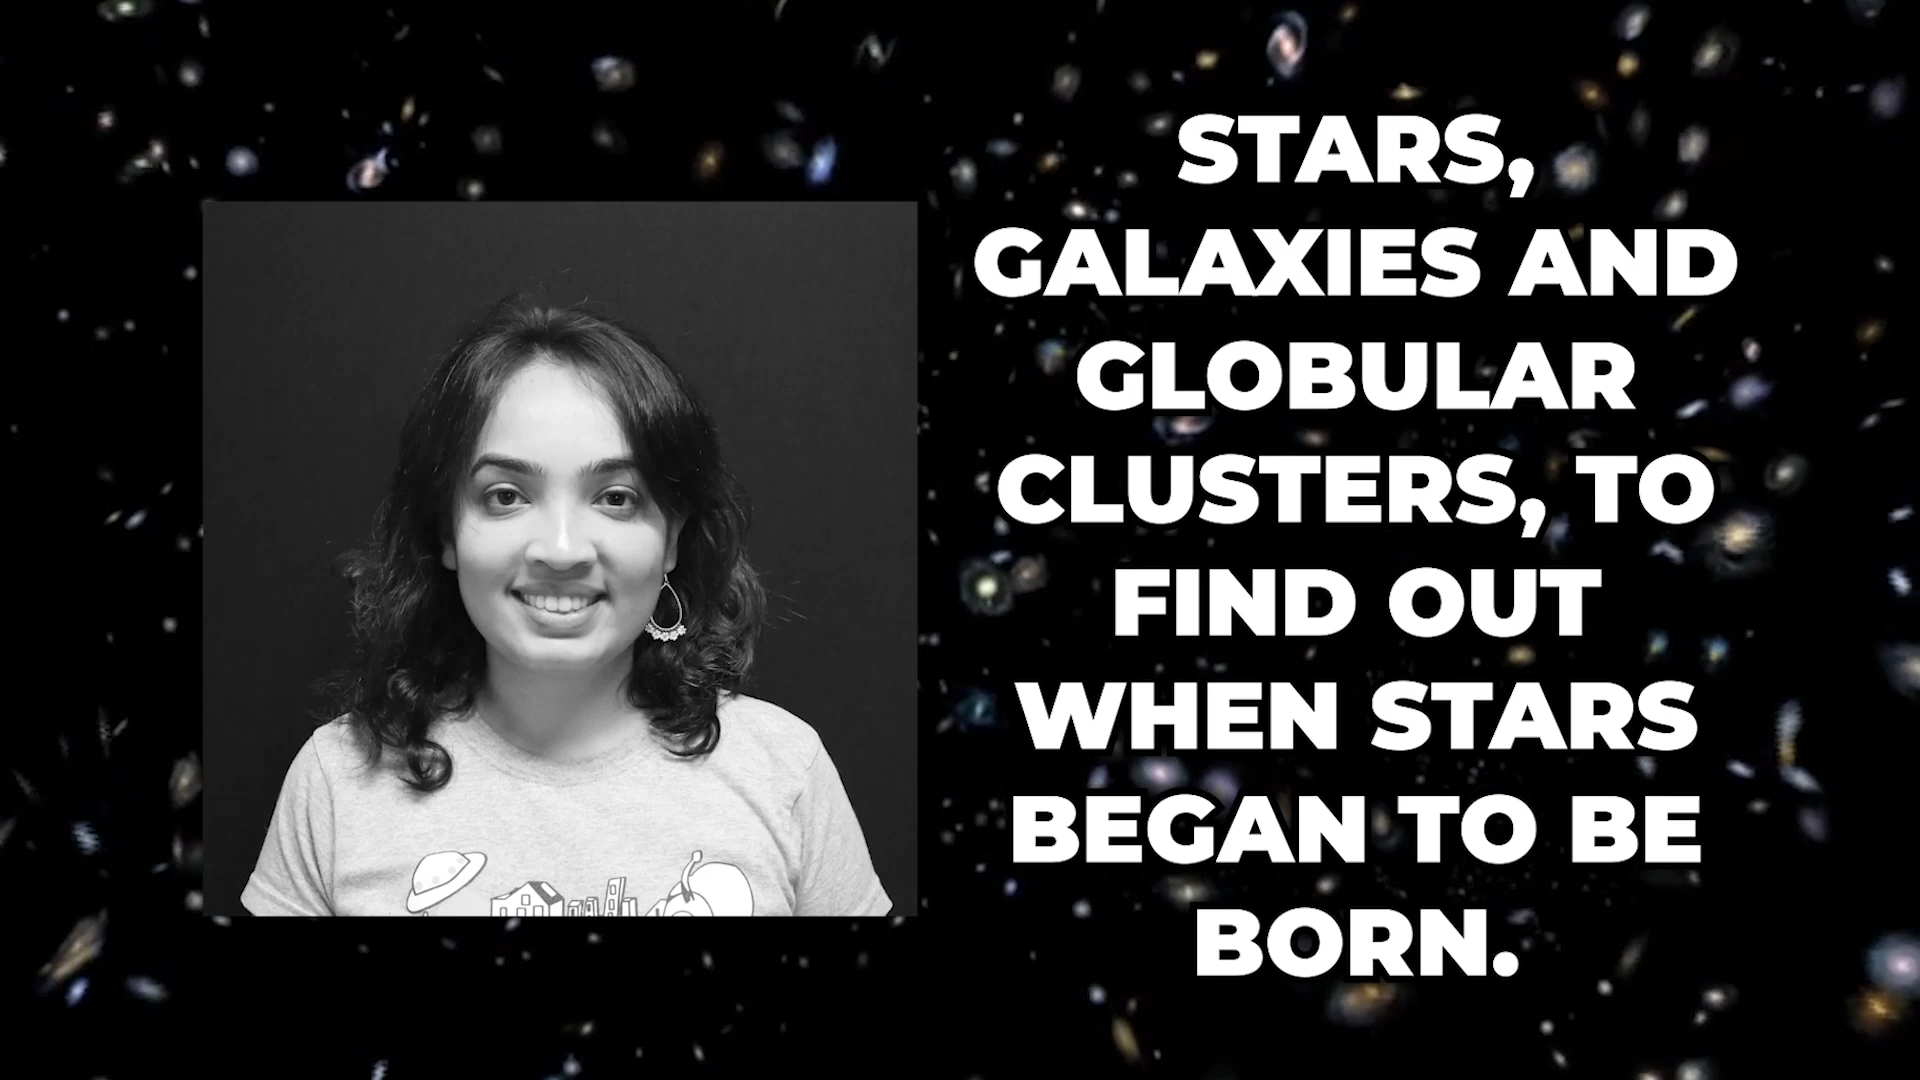 STARS,
GALAXIES AND
GLOBULAR
CLUSTERS, TO
FIND OUT
WHEN STARS
BEGAN TO BE
BORN.